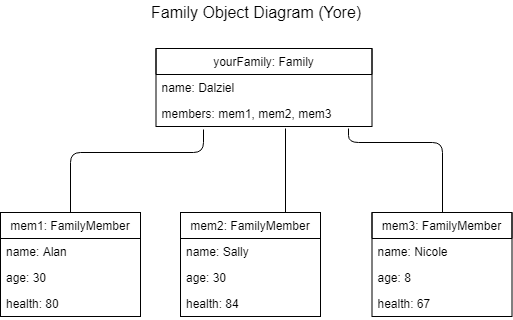 Family Object Diagram (Yore)
yourFamily: Family
name: Dalziel
members: mem1, mem2, mem3
mem1: FamilyMember
name: Alan
age: 30
health: 80
mem2: FamilyMember
name: Sally
age: 30
health: 84
mem3: FamilyMember
name: Nicole
age: 8
health: 67